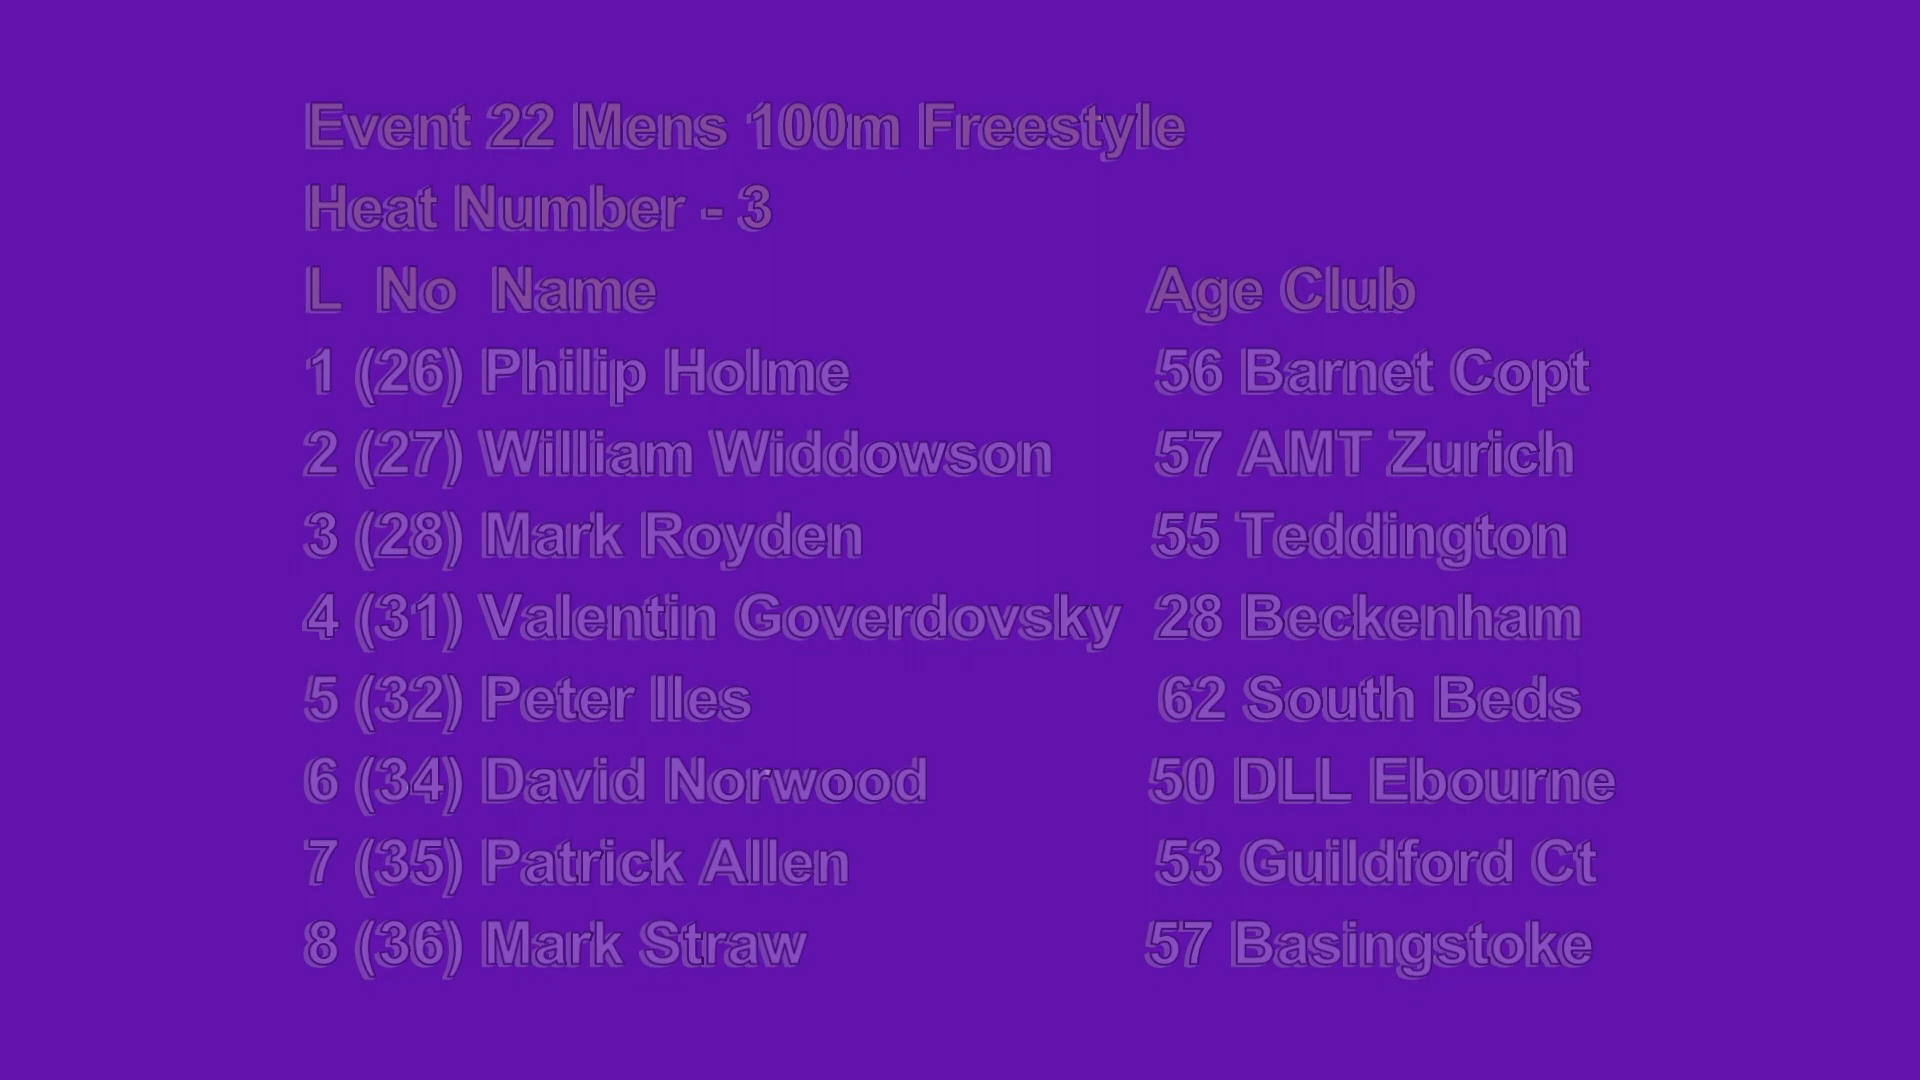 Event 22 Mens 100m Freestyle
Heat Number - 3
L No Name Age Club
1 (26) Philip Holme 56 Barnet Copt
2 (27) William Widdowson 57 AMT Zurich
3 (28) Mark Royden 55 Teddington
4 (31) Valentin Goverdovsky 28 Beckenham
5 (32) Peter Iles 62 South Beds
6 (34) David Norwood 50 DLL Ebourne
7 (35) Patrick Allen 53 Guildford Ct
8 (36) Mark Straw 57 Basingstoke